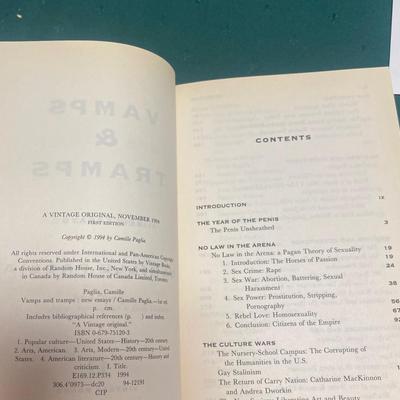 VAMPS
&
TRAMPS
A VINTAGE ORIGINAL, NOVEMBER 1994
FIRST EDITION
Copyright © 1994 by Camille Paglia
All rights reserved under International and Pan-American Copyright
Conventions. Published in the United States by Vintage Books,
a division of Random House, Inc., New York, and simultaneously
in Canada by Random House of Canada Limited, Toronto.
Paglia, Camille
Vamps and tramps : new essays / Camille Paglia.—1st ed.
p. cm.
Includes bibliographical references (p. ) and index.
"A Vintage original."
ISBN 0-679-75120-3
1. Popular culture—United States—History—20th century.
2. Arts, American. 3. Arts, Modern—20th century—United
States. 4. American literature—20th century—History and
criticism. I. Title.
E169.12.P334 1994
306.4'0973—dc20 94-12191
CIP
CONTENTS
INTRODUCTION ix
THE YEAR OF THE PENIS
The Penis Unsheathed 3
NO LAW IN THE ARENA
No Law in the Arena: a Pagan Theory of Sexuality 19
1. Introduction: The Horses of Passion 19
2. Sex Crime: Rape 24
3. Sex War: Abortion, Battering, Sexual
Harassment 38
4. Sex Power: Prostitution, Stripping,
Pornography 56
5. Rebel Love: Homosexuality 67
6. Conclusion: Citizens of the Empire
THE CULTURE WARS
The Nursery-School Campus: The Corrupting of
the Humanities in the U.S.
Gay Stalinism
The Return of Carry Nation: Catharine MacKinnon
and Andrea Dworkin